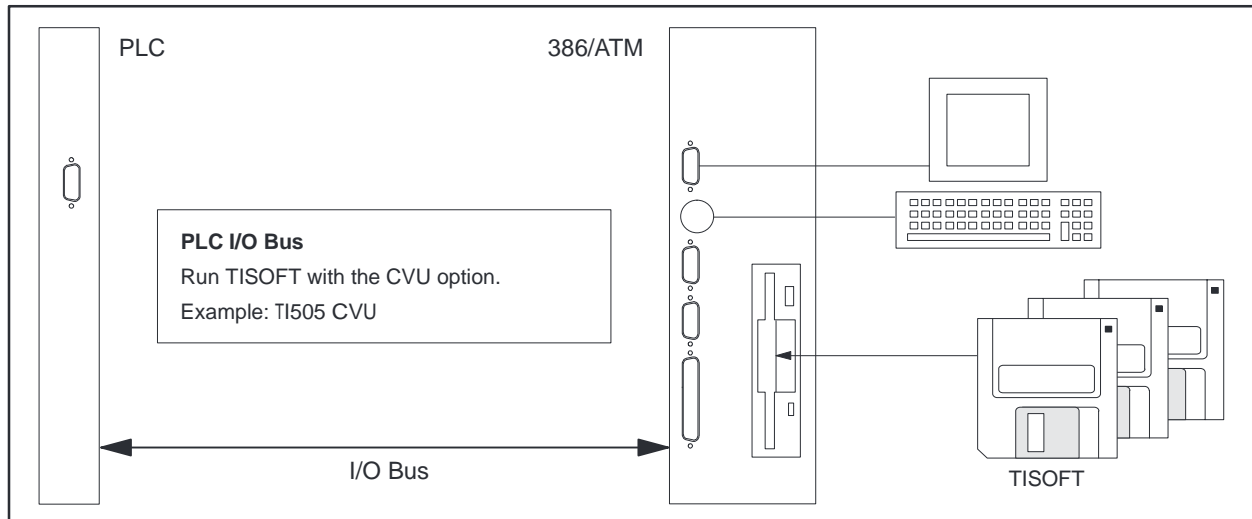 PLC
386/ATM
PLC I/O Bus
Run TISOFT with the CVU option.
Example: TI505 CVU
I/O Bus
TISOFT